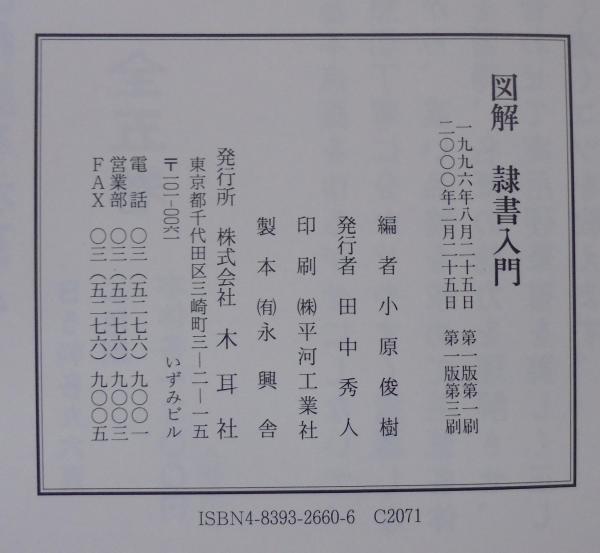 図解　隷書入門
一九九六年八月二十五日　第一版第一刷
二〇〇〇年二月二十五日　第一版第三刷
編者　小原俊樹
発行者　田中秀人
印刷　㈱平河工業社
製本　㈲永興舎
発行所　株式会社　木耳社
東京都千代田区三崎町三―二―一五
〒一〇一-〇〇六一　いずみビル
電話　〇三（五二七六）九〇〇一
営業部　〇三（五二七六）九〇〇三
FAX　〇三（五二七六）九〇〇五
ISBN4-8393-2660-6　C2071